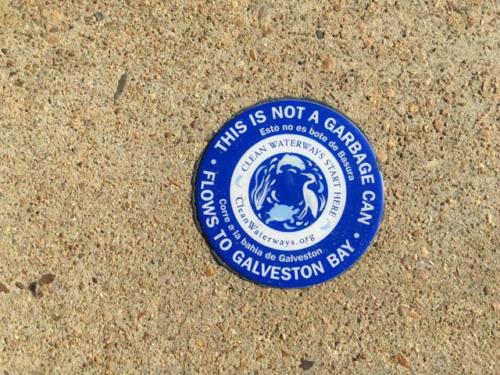 THIS IS NOT A GARBAGE CAN
Esto no es bote de Basura
CLEAN WATERWAYS START HERE
CleanWaterways.org
Corre a la bahia de Galveston
• FLOWS TO GALVESTON BAY •